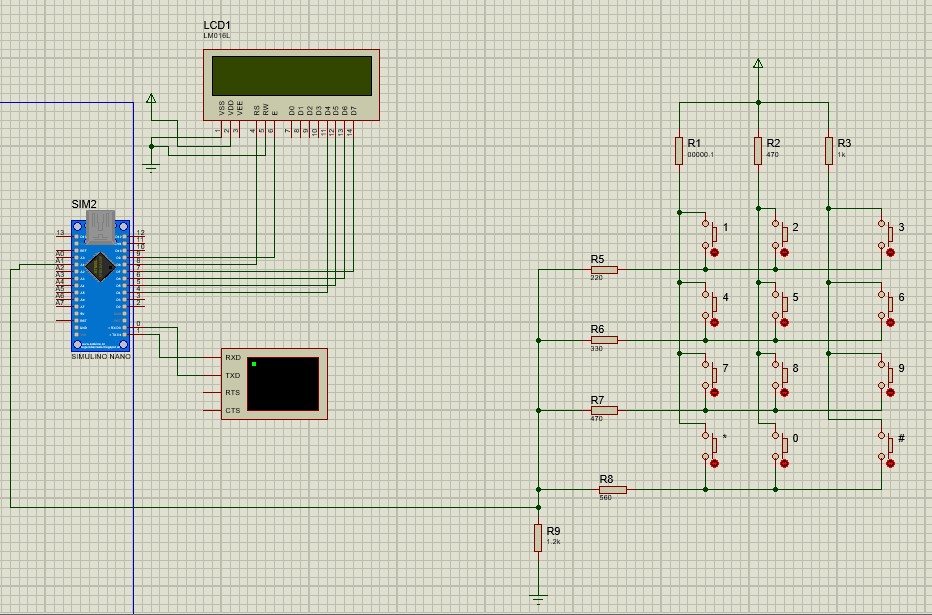 LCD1
LM016L
VSS
VDD
VEE
RS
RW
E
D0
D1
D2
D3
D4
D5
D6
D7
1
2
3
4
5
6
7
8
9
10
11
12
13
14
SIM2
13
A0
A1
A2
A3
A4
A5
A6
A7
12
11
10
9
8
7
6
5
4
3
2
0
1
SIMULINO NANO
RXD
TXD
RTS
CTS
R1
00000.1
R2
470
R3
1k
1
2
3
R5
220
4
5
6
R6
330
7
8
9
R7
470
*
0
#
R8
560
R9
1.2k